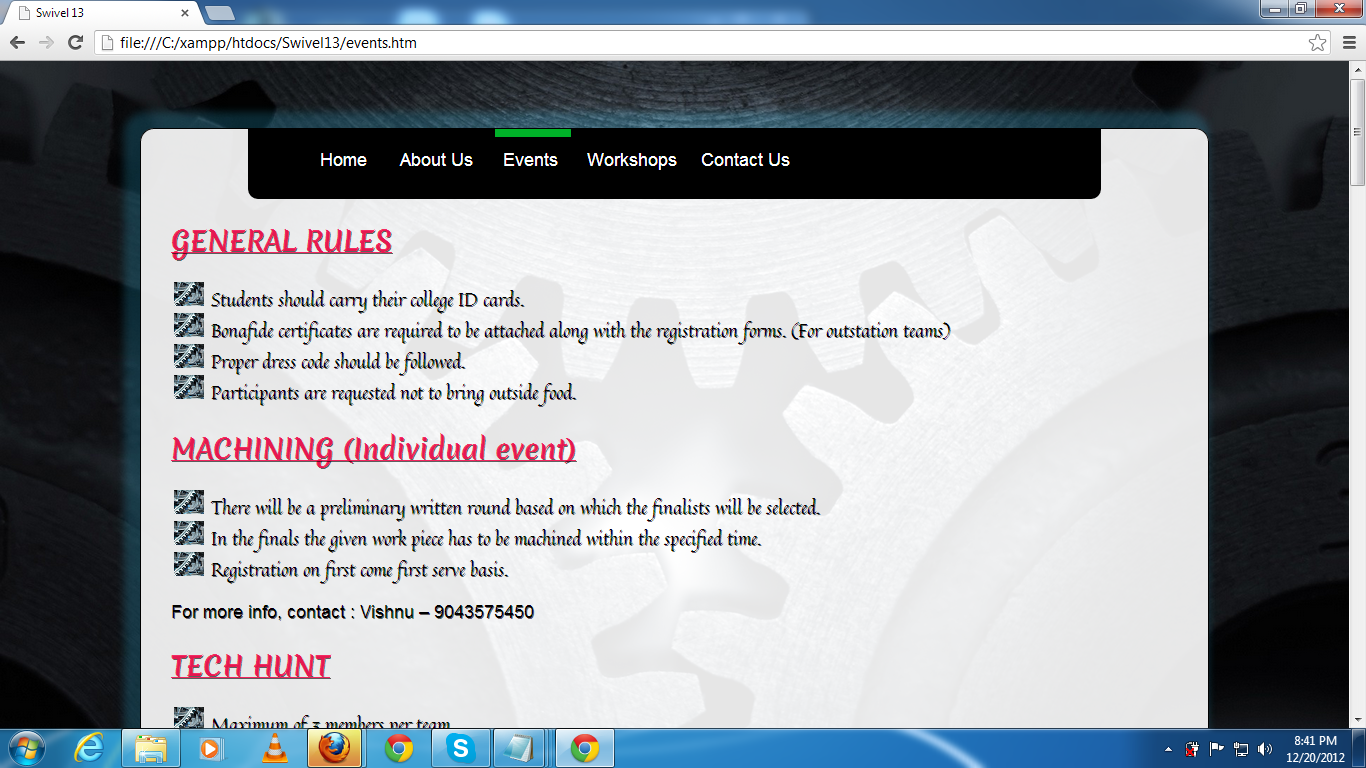 Swivel 13
file:///C:/xampp/htdocs/Swivel13/events.htm
Home About Us Events Workshops Contact Us
GENERAL RULES
Students should carry their college ID cards.
Bonafide certificates are required to be attached along with the registration forms. (For outstation teams)
Proper dress code should be followed.
Participants are requested not to bring outside food.
MACHINING (Individual event)
There will be a preliminary written round based on which the finalists will be selected.
In the finals the given work piece has to be machined within the specified time.
Registration on first come first serve basis.
For more info, contact : Vishnu – 9043575450
TECH HUNT
Maximum of 3 members per team
8:41 PM
12/20/2012